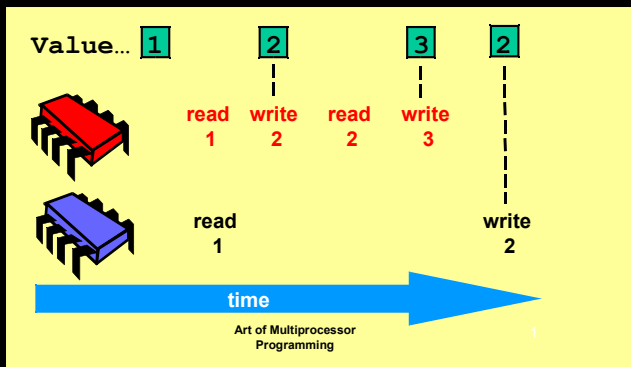 Value… 1 2 3 2
read write read write
1 2 2 3
read write
1 2
time
Art of Multiprocessor
Programming